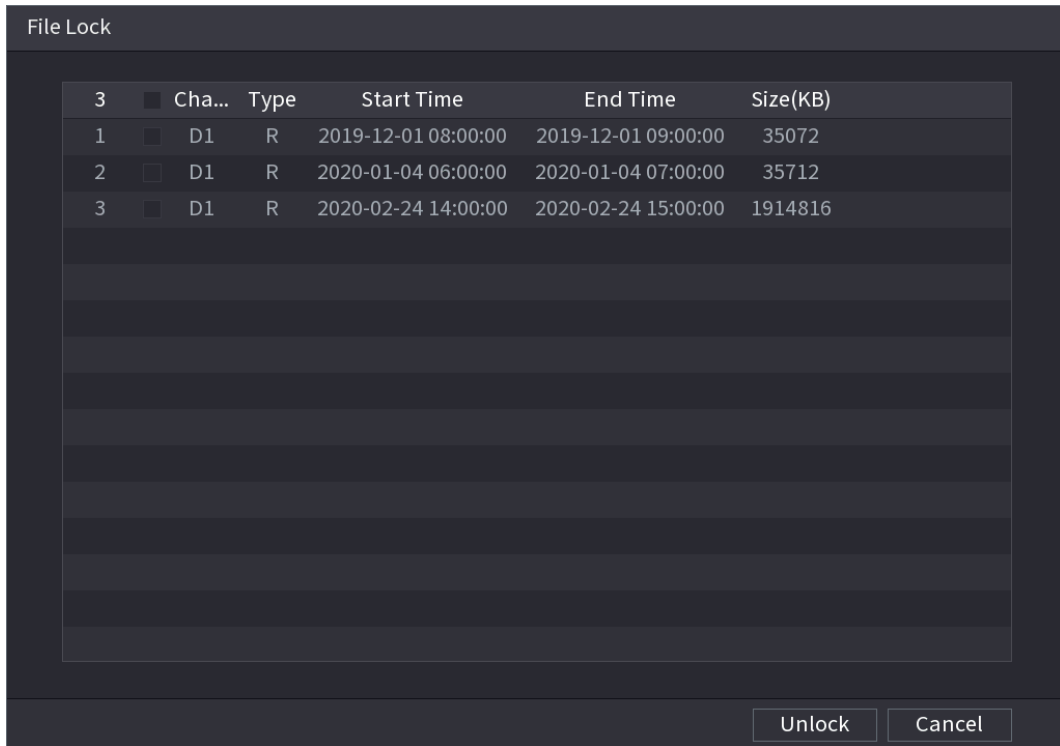 File Lock
3 Cha... Type Start Time End Time Size(KB)
1 D1 R 2019-12-01 08:00:00 2019-12-01 09:00:00 35072
2 D1 R 2020-01-04 06:00:00 2020-01-04 07:00:00 35712
3 D1 R 2020-02-24 14:00:00 2020-02-24 15:00:00 1914816
Unlock Cancel